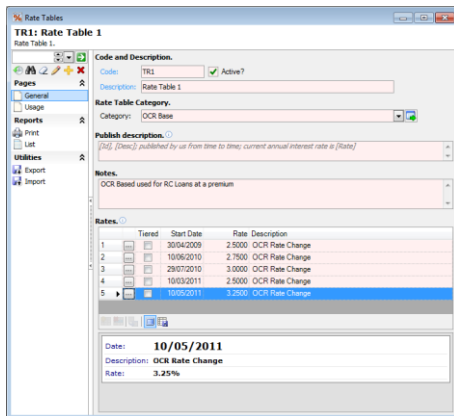 Rate Tables
TR1: Rate Table 1
Rate Table 1.
Pages
General
Usage
Reports
Print
List
Utilities
Export
Import
Code and Description.
Code: TR1 Active?
Description: Rate Table 1
Rate Table Category.
Category: OCR Base
Publish description.
[Id], [Desc]; published by us from time to time; current annual interest rate is [Rate]
Notes.
OCR Based used for RC Loans at a premium
Rates.
Tiered Start Date Rate Description
1 ... 30/04/2009 2.5000 OCR Rate Change
2 ... 10/06/2010 2.7500 OCR Rate Change
3 ... 29/07/2010 3.0000 OCR Rate Change
4 ... 10/03/2011 2.5000 OCR Rate Change
5 ... 10/05/2011 3.2500 OCR Rate Change
Date: 10/05/2011
Description: OCR Rate Change
Rate: 3.25%